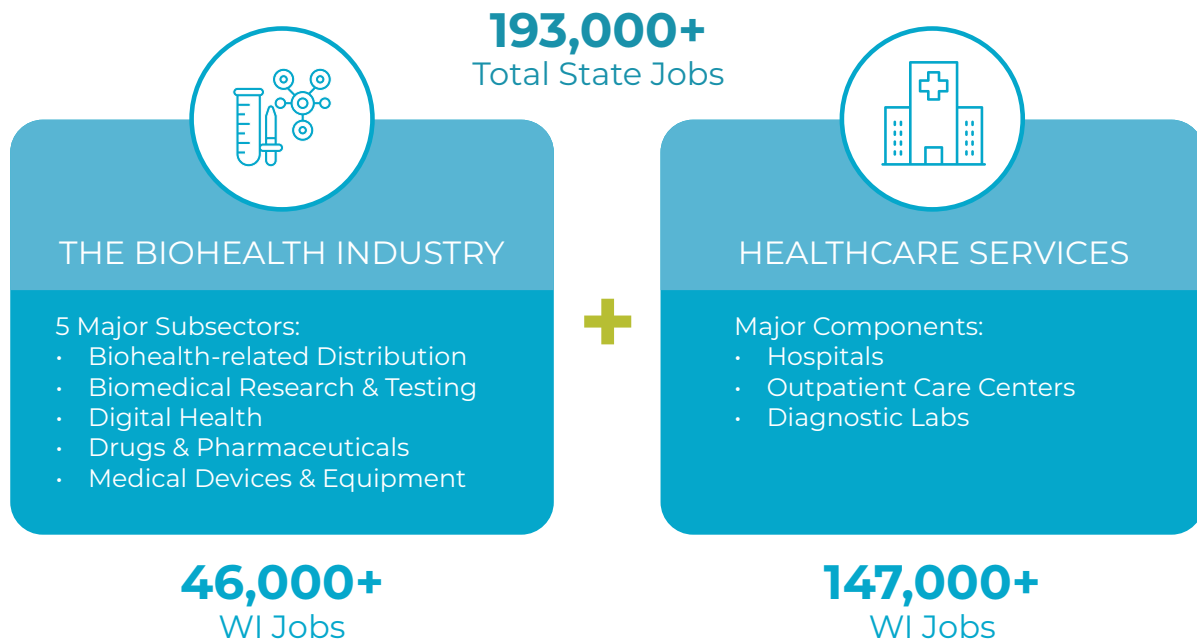 193,000+
Total State Jobs
THE BIOHEALTH INDUSTRY
5 Major Subsectors:
• Biohealth-related Distribution
• Biomedical Research & Testing
• Digital Health
• Drugs & Pharmaceuticals
• Medical Devices & Equipment
46,000+
WI Jobs
+
HEALTHCARE SERVICES
Major Components:
• Hospitals
• Outpatient Care Centers
• Diagnostic Labs
147,000+
WI Jobs